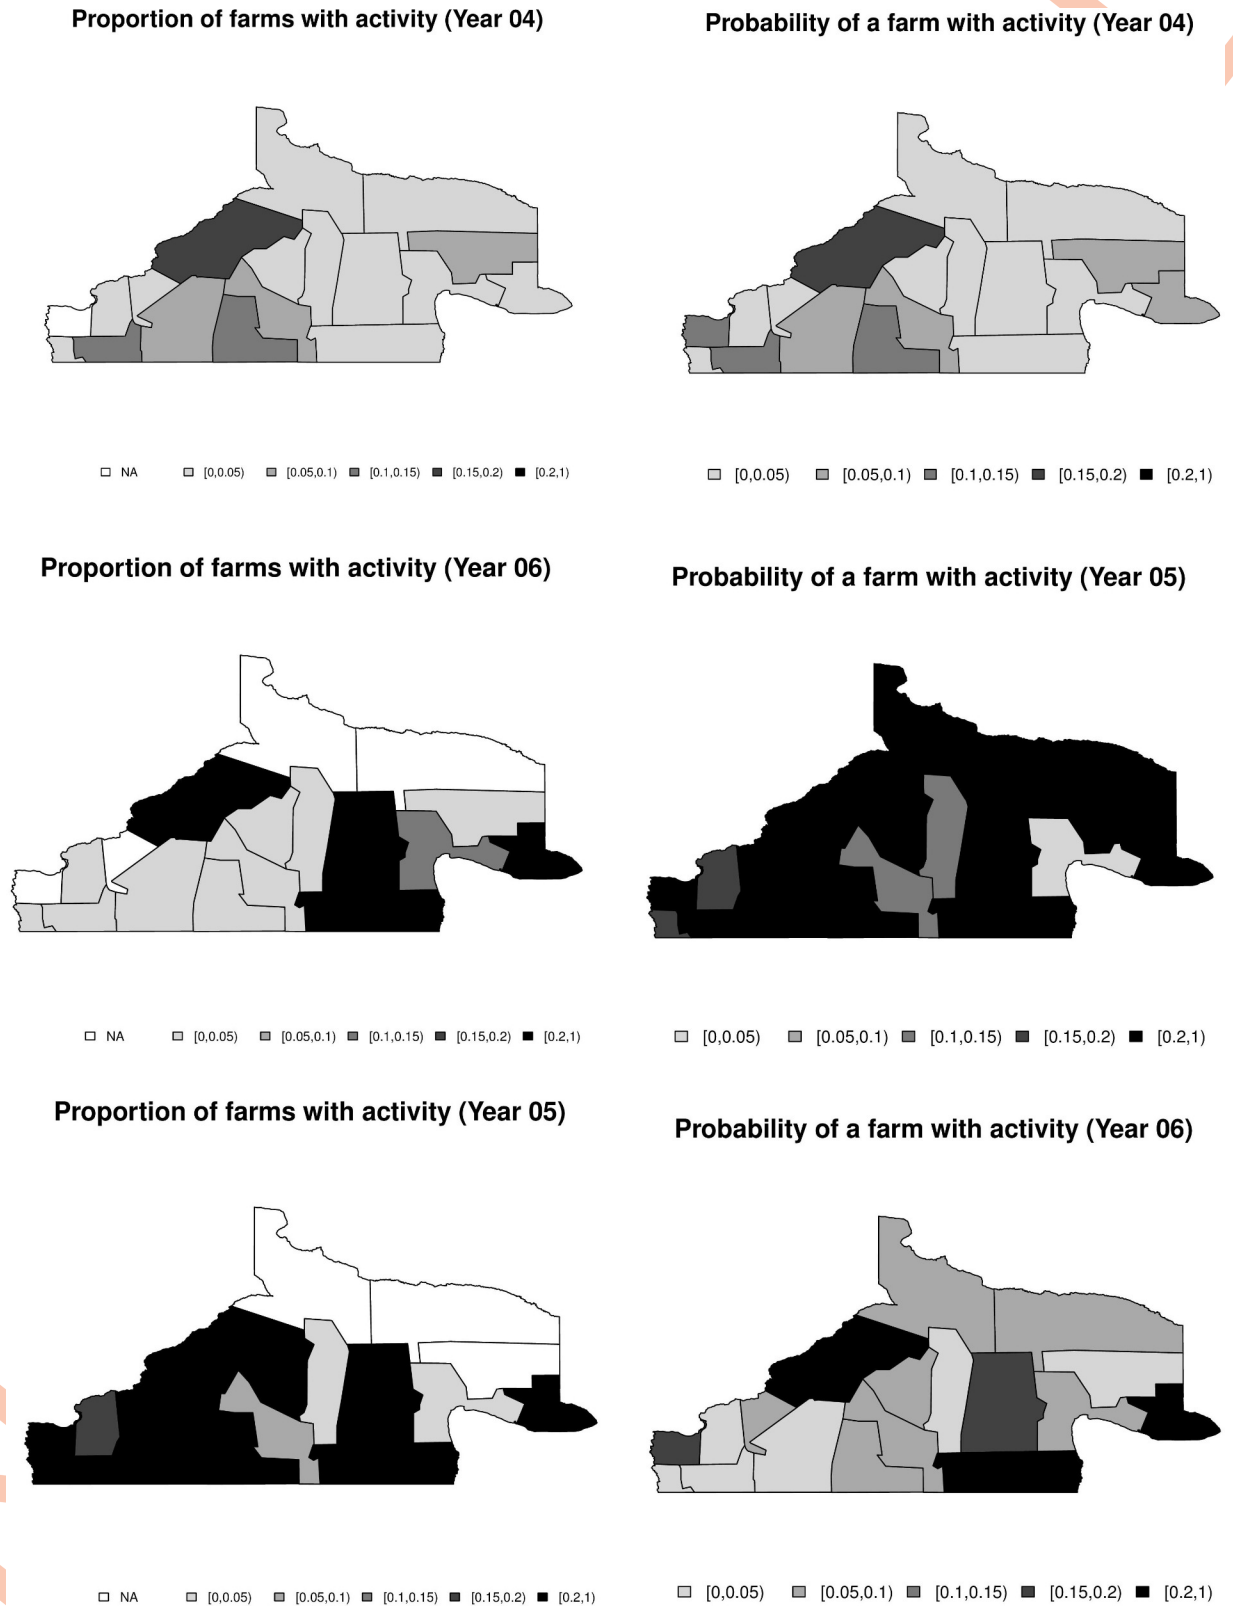 Proportion of farms with activity (Year 04)
Probability of a farm with activity (Year 04)
NA [0,0.05) [0.05,0.1) [0.1,0.15) [0.15,0.2) [0.2,1)
[0,0.05) [0.05,0.1) [0.1,0.15) [0.15,0.2) [0.2,1)
Proportion of farms with activity (Year 06)
Probability of a farm with activity (Year 05)
NA [0,0.05) [0.05,0.1) [0.1,0.15) [0.15,0.2) [0.2,1)
[0,0.05) [0.05,0.1) [0.1,0.15) [0.15,0.2) [0.2,1)
Proportion of farms with activity (Year 05)
Probability of a farm with activity (Year 06)
NA [0,0.05) [0.05,0.1) [0.1,0.15) [0.15,0.2) [0.2,1)
[0,0.05) [0.05,0.1) [0.1,0.15) [0.15,0.2) [0.2,1)